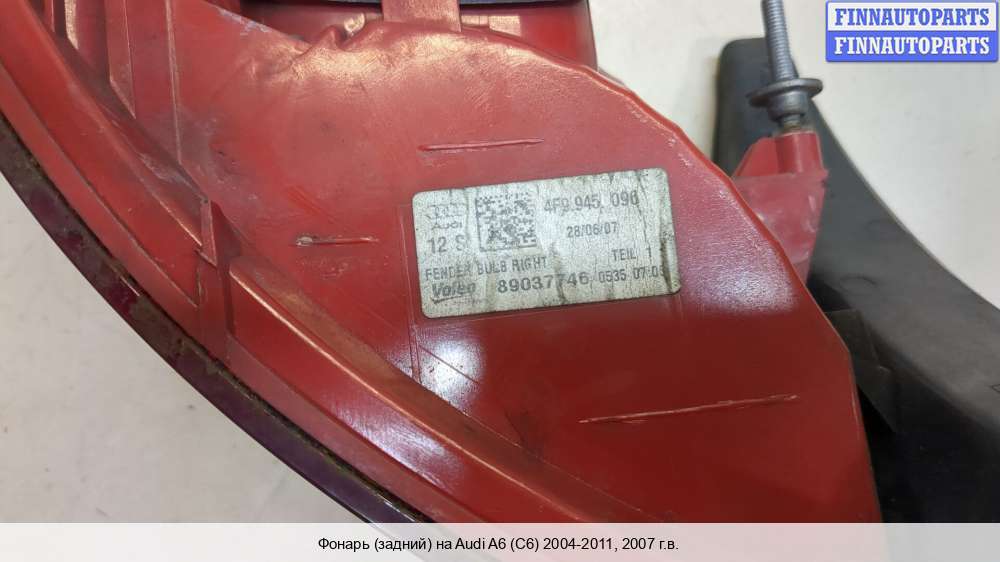 FINNAUTOPARTS
FINNAUTOPARTS
Audi
4F9 945 096
12 S
28/06/07
FENDER BULB RIGHT TEIL 1
Valeo 89037746 0535
Фонарь (задний) на Audi A6 (C6) 2004-2011, 2007 г.в.